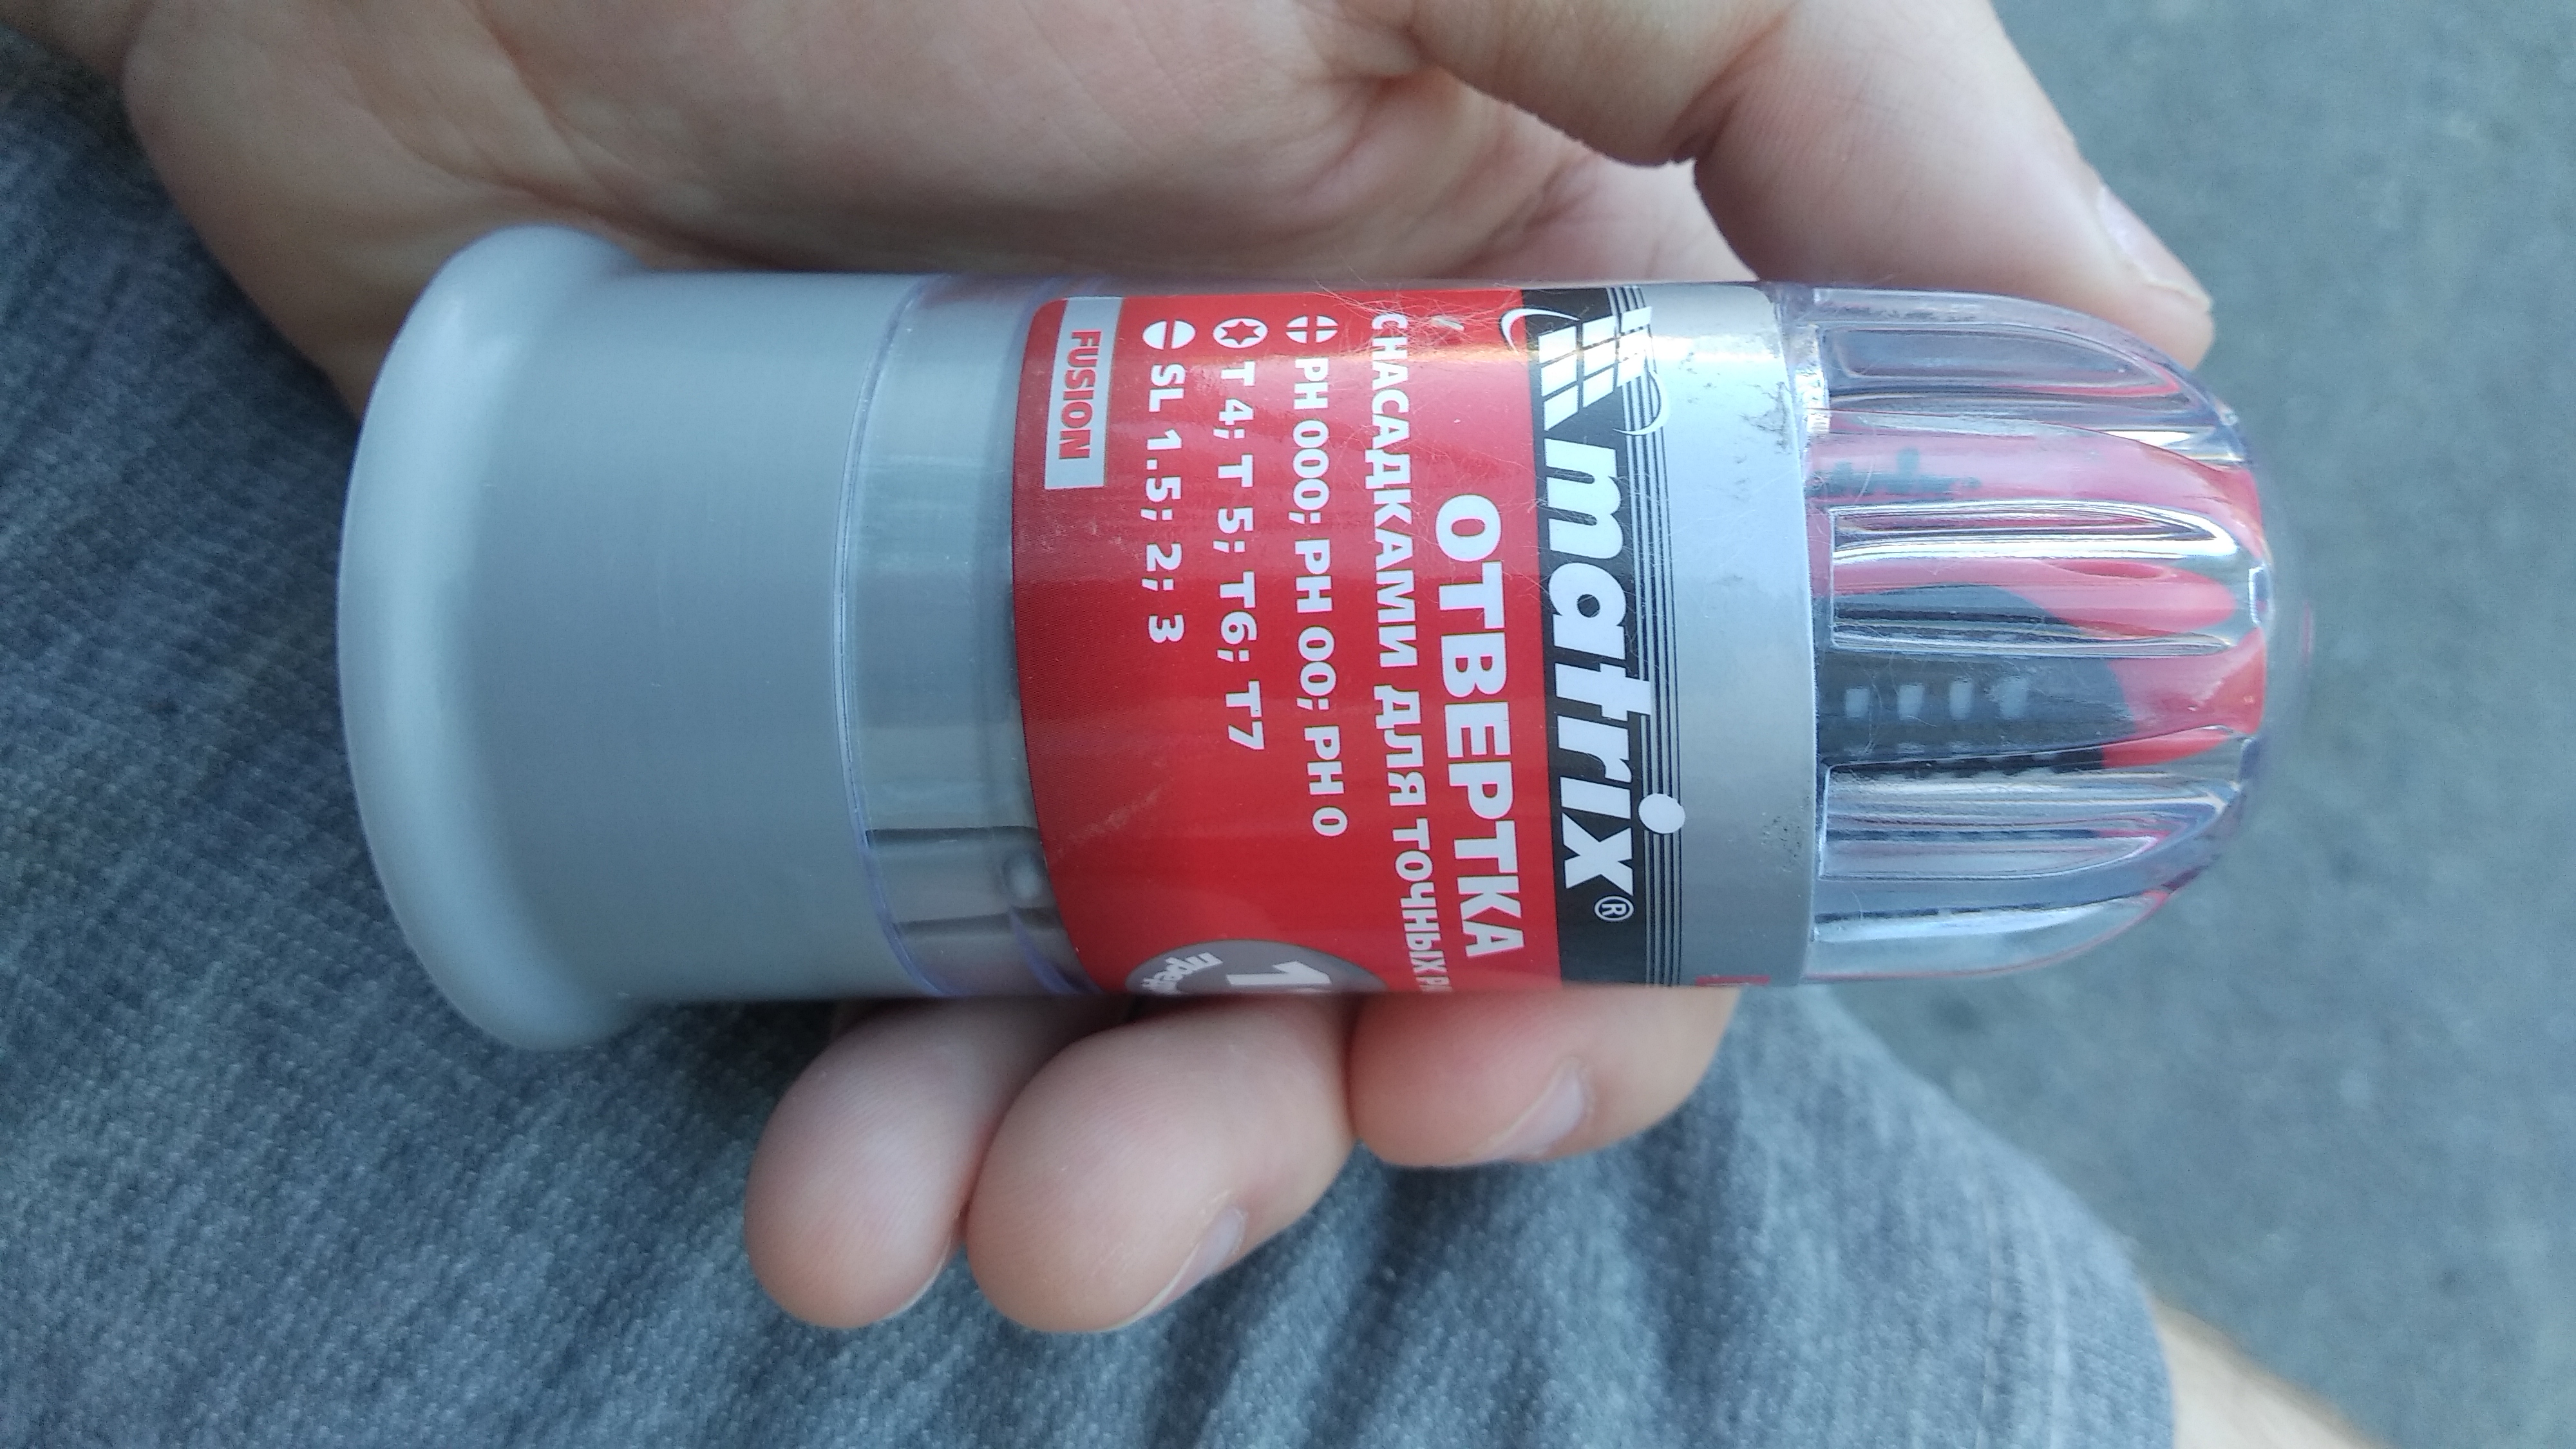 matrix®
ОТВЕРТКА
С НАСАДКАМИ ДЛЯ ТОЧНЫХ
PH 000; PH 00; PH 0
T 4; T 5; T6; T7
SL 1.5; 2; 3
FUSION